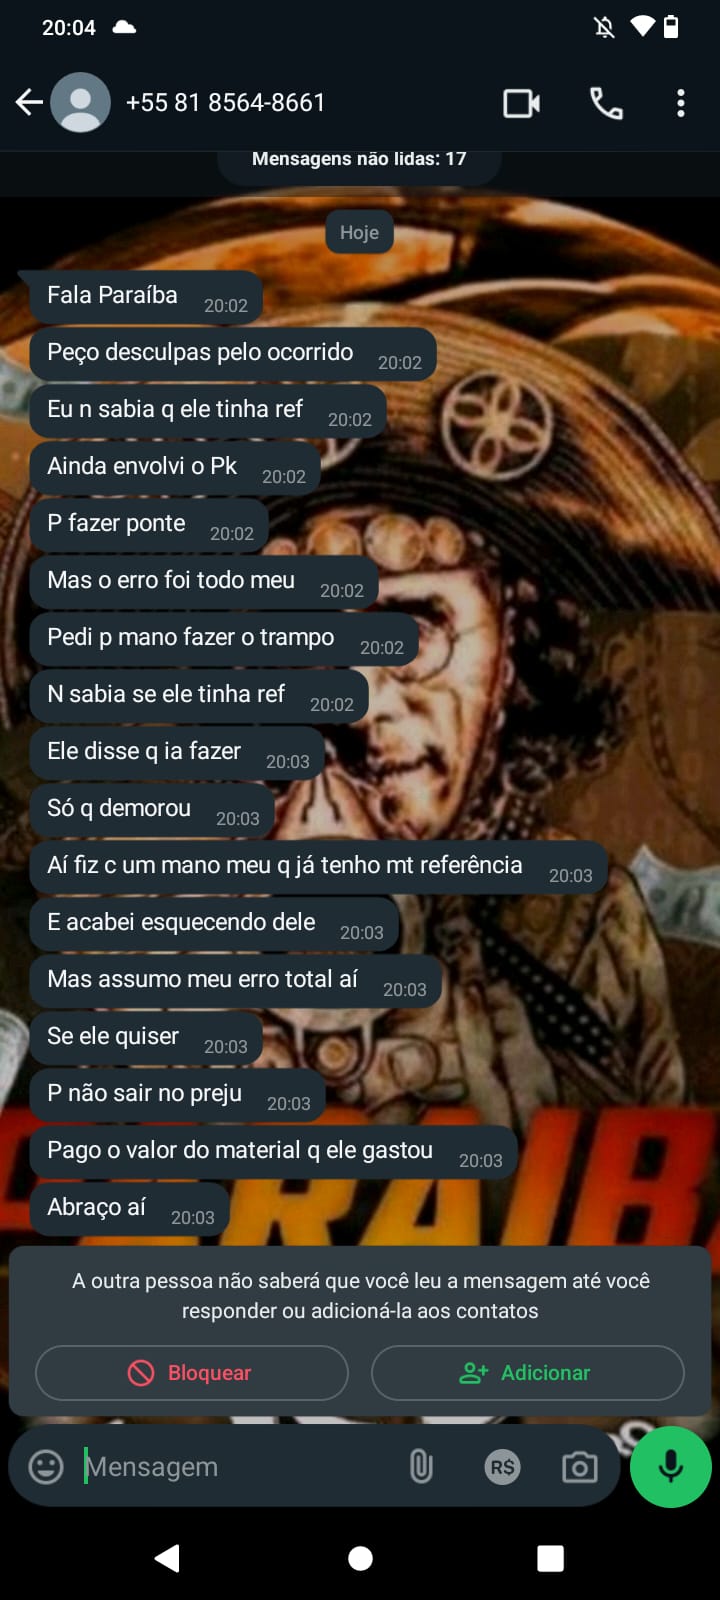 20:04
+55 81 8564-8661
Mensagens não lidas: 17
Hoje
Fala Paraíba 20:02
Peço desculpas pelo ocorrido 20:02
Eu n sabia q ele tinha ref 20:02
Ainda envolvi o Pk 20:02
P fazer ponte 20:02
Mas o erro foi todo meu 20:02
Pedi p mano fazer o trampo 20:02
N sabia se ele tinha ref 20:02
Ele disse q ia fazer 20:03
Só q demorou 20:03
Aí fiz c um mano meu q já tenho mt referência 20:03
E acabei esquecendo dele 20:03
Mas assumo meu erro total aí 20:03
Se ele quiser 20:03
P não sair no preju 20:03
Pago o valor do material q ele gastou 20:03
Abraço aí 20:03
A outra pessoa não saberá que você leu a mensagem até você
responder ou adicioná-la aos contatos
Bloquear Adicionar
Mensagem R$